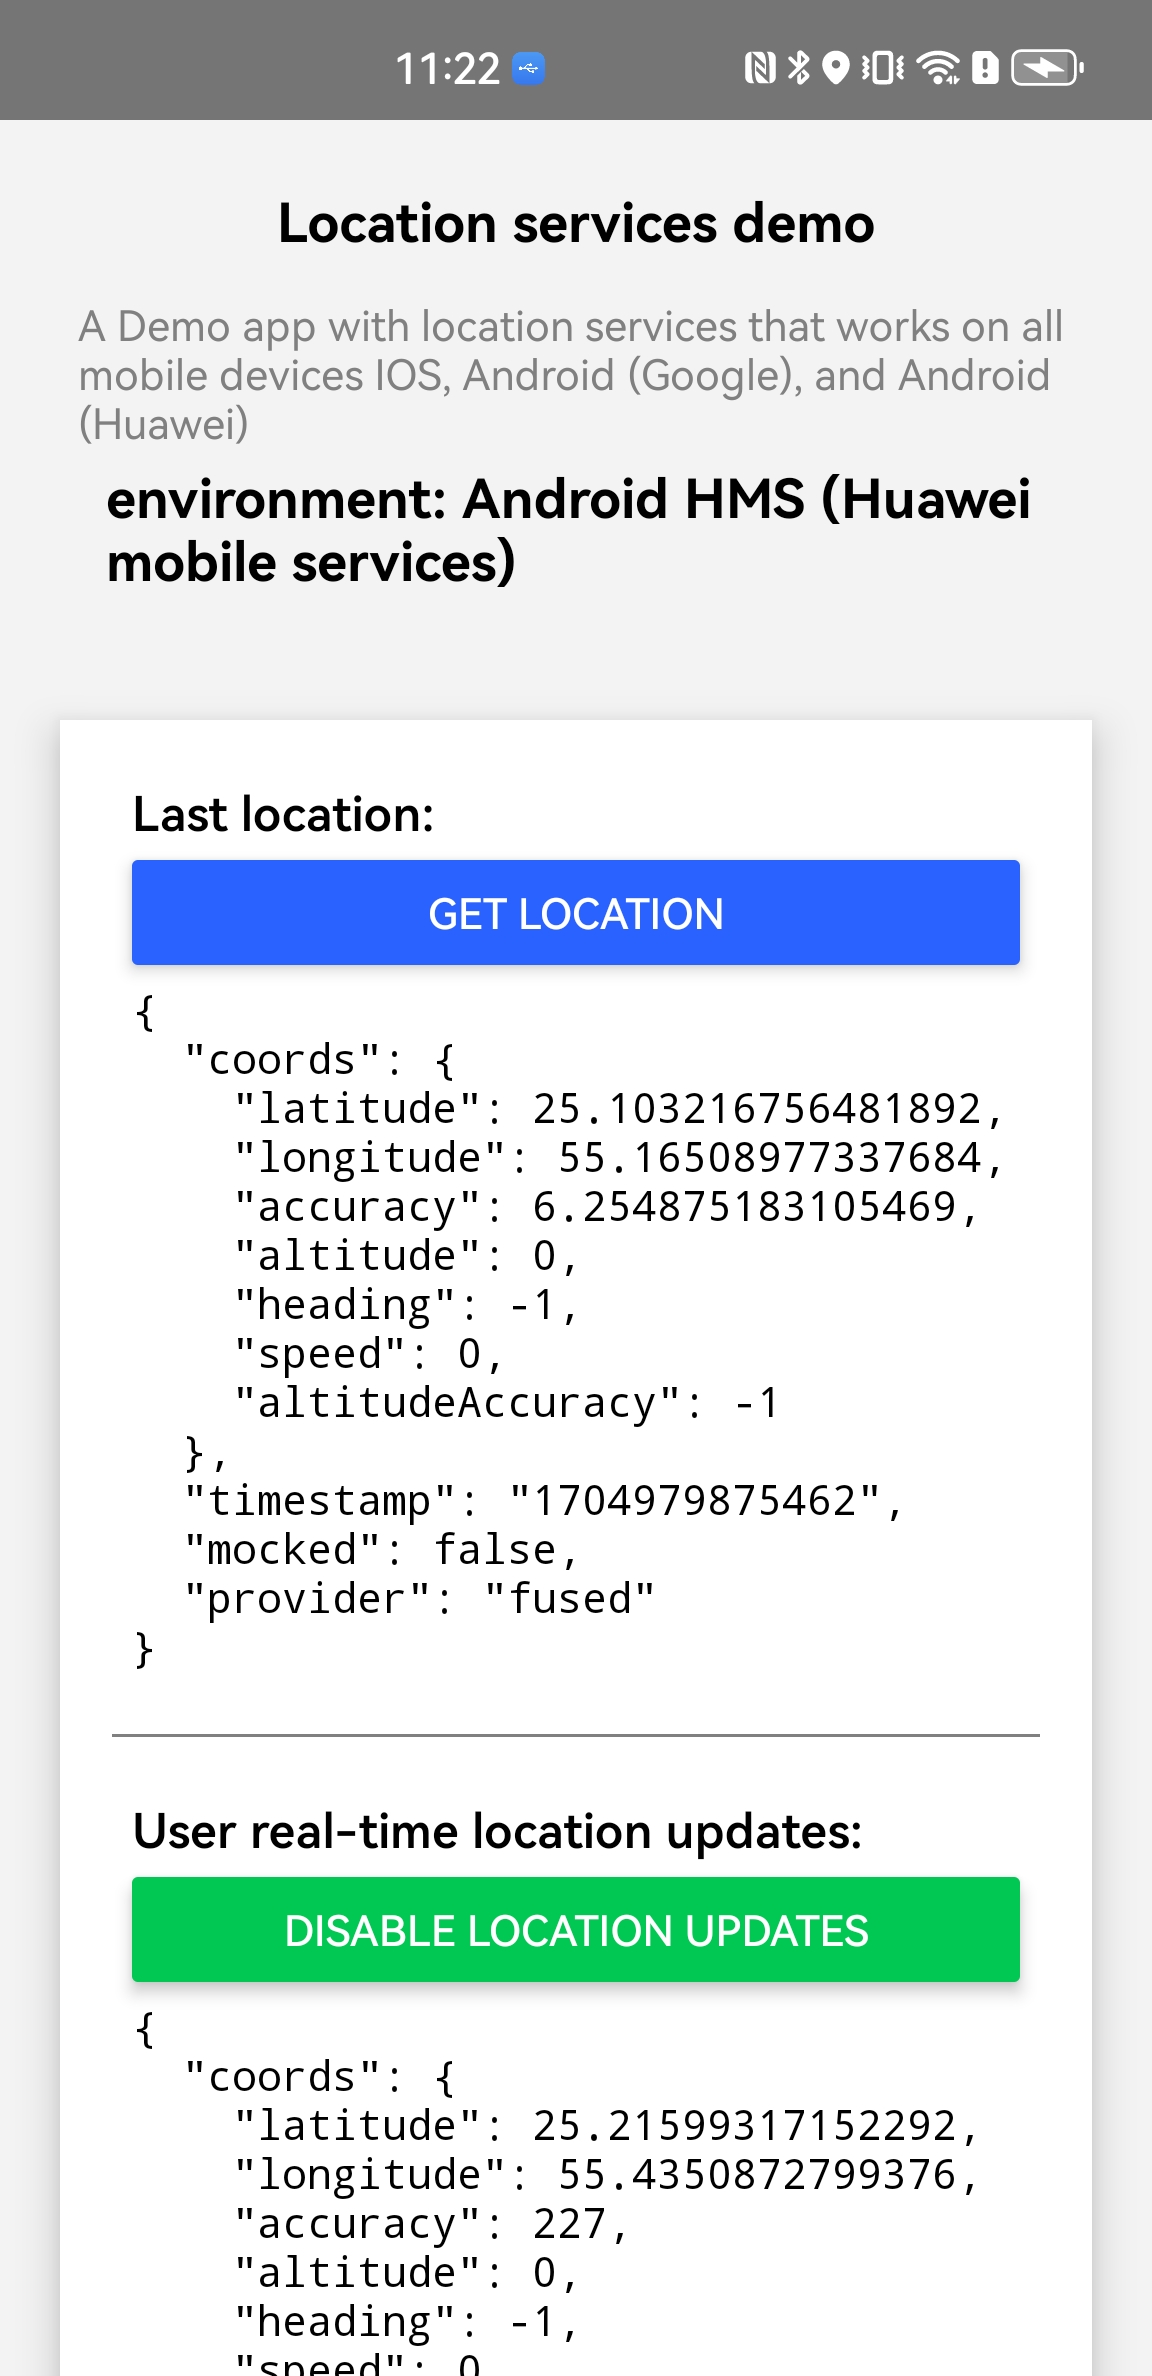 11:22
Location services demo
A Demo app with location services that works on all
mobile devices IOS, Android (Google), and Android
(Huawei)
environment: Android HMS (Huawei
mobile services)
Last location:
GET LOCATION
{
  "coords": {
    "latitude": 25.103216756481892,
    "longitude": 55.16508977337684,
    "accuracy": 6.254875183105469,
    "altitude": 0,
    "heading": -1,
    "speed": 0,
    "altitudeAccuracy": -1
  },
  "timestamp": "1704979875462",
  "mocked": false,
  "provider": "fused"
}
User real-time location updates:
DISABLE LOCATION UPDATES
{
  "coords": {
    "latitude": 25.21599317152292,
    "longitude": 55.4350872799376,
    "accuracy": 227,
    "altitude": 0,
    "heading": -1,
    "speed": 0